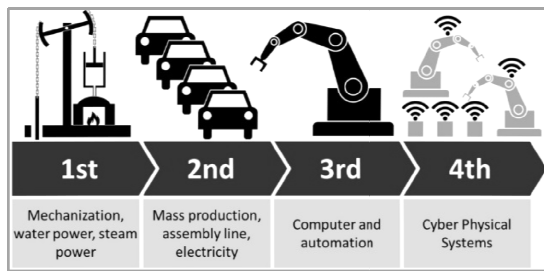 1st
2nd
3rd
4th
Mechanization,
water power, steam
power
Mass production,
assembly line,
electricity
Computer and
automation
Cyber Physical
Systems